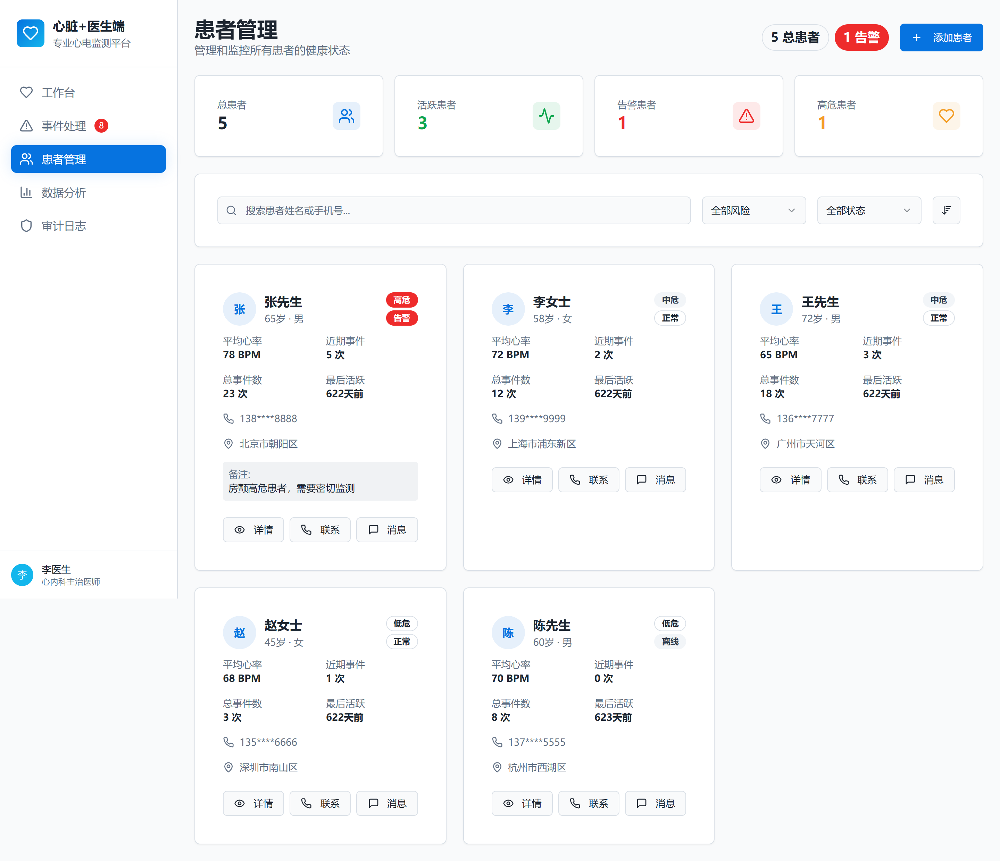 心脏+医生端
专业心电监测平台
工作台
事件处理 8
患者管理
数据分析
审计日志
李 李医生
心内科主治医师
患者管理
管理和监控所有患者的健康状态
5 总患者
1 告警
添加患者
总患者
5
活跃患者
3
告警患者
1
高危患者
1
搜索患者姓名或手机号...
全部风险
全部状态
张
张先生
65岁 · 男
高危
告警
平均心率 近期事件
78 BPM 5 次
总事件数 最后活跃
23 次 622天前
138****8888
北京市朝阳区
备注:
房颤高危患者，需要密切监测
详情 联系 消息
李
李女士
58岁 · 女
中危
正常
平均心率 近期事件
72 BPM 2 次
总事件数 最后活跃
12 次 622天前
139****9999
上海市浦东新区
详情 联系 消息
王
王先生
72岁 · 男
中危
正常
平均心率 近期事件
65 BPM 3 次
总事件数 最后活跃
18 次 622天前
136****7777
广州市天河区
详情 联系 消息
赵
赵女士
45岁 · 女
低危
正常
平均心率 近期事件
68 BPM 1 次
总事件数 最后活跃
3 次 622天前
135****6666
深圳市南山区
详情 联系 消息
陈
陈先生
60岁 · 男
低危
离线
平均心率 近期事件
70 BPM 0 次
总事件数 最后活跃
8 次 623天前
137****5555
杭州市西湖区
详情 联系 消息